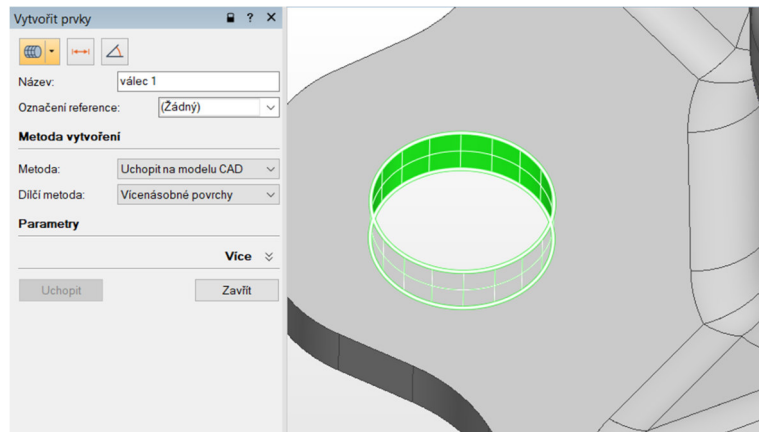 Vytvořit prvky ?
Název: válec 1
Označení reference: (Žádný)
Metoda vytvoření
Metoda: Uchopit na modelu CAD
Dílčí metoda: Vícenásobné povrchy
Parametry
Více
Uchopit Zavřít